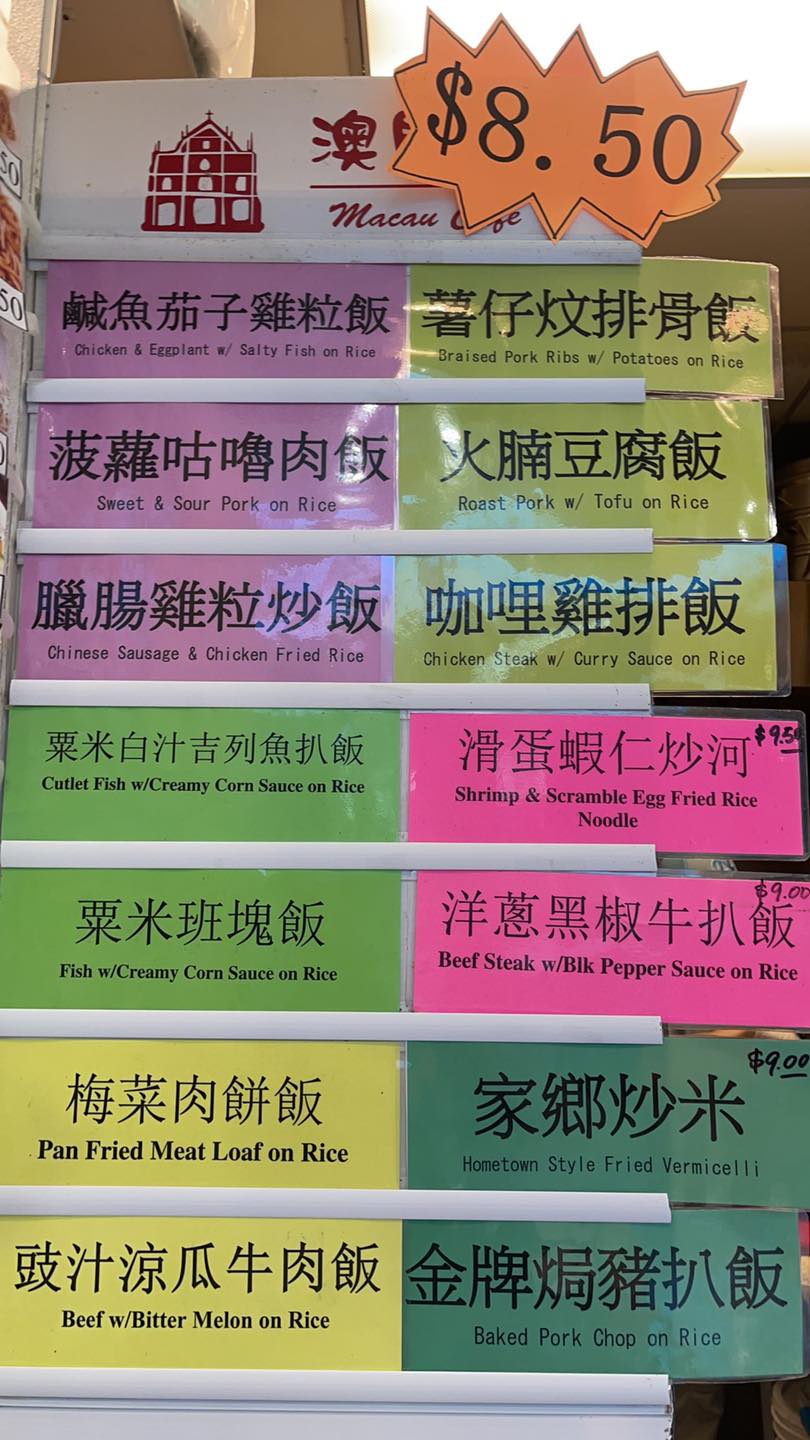 $8.50
澳
Macau
鹹魚茄子雞粒飯
Chicken & Eggplant w/ Salty Fish on Rice
薯仔炆排骨飯
Braised Pork Ribs w/ Potatoes on Rice
菠蘿咕嚕肉飯
Sweet & Sour Pork on Rice
火腩豆腐飯
Roast Pork w/ Tofu on Rice
臘腸雞粒炒飯
Chinese Sausage & Chicken Fried Rice
咖哩雞排飯
Chicken Steak w/ Curry Sauce on Rice
粟米白汁吉列魚扒飯
Cutlet Fish w/Creamy Corn Sauce on Rice
$9.50
滑蛋蝦仁炒河
Shrimp & Scramble Egg Fried Rice
Noodle
粟米班塊飯
Fish w/Creamy Corn Sauce on Rice
$9.00
洋蔥黑椒牛扒飯
Beef Steak w/Blk Pepper Sauce on Rice
梅菜肉餅飯
Pan Fried Meat Loaf on Rice
$9.00
家鄉炒米
Hometown Style Fried Vermicelli
豉汁涼瓜牛肉飯
Beef w/Bitter Melon on Rice
金牌焗豬扒飯
Baked Pork Chop on Rice
50
50